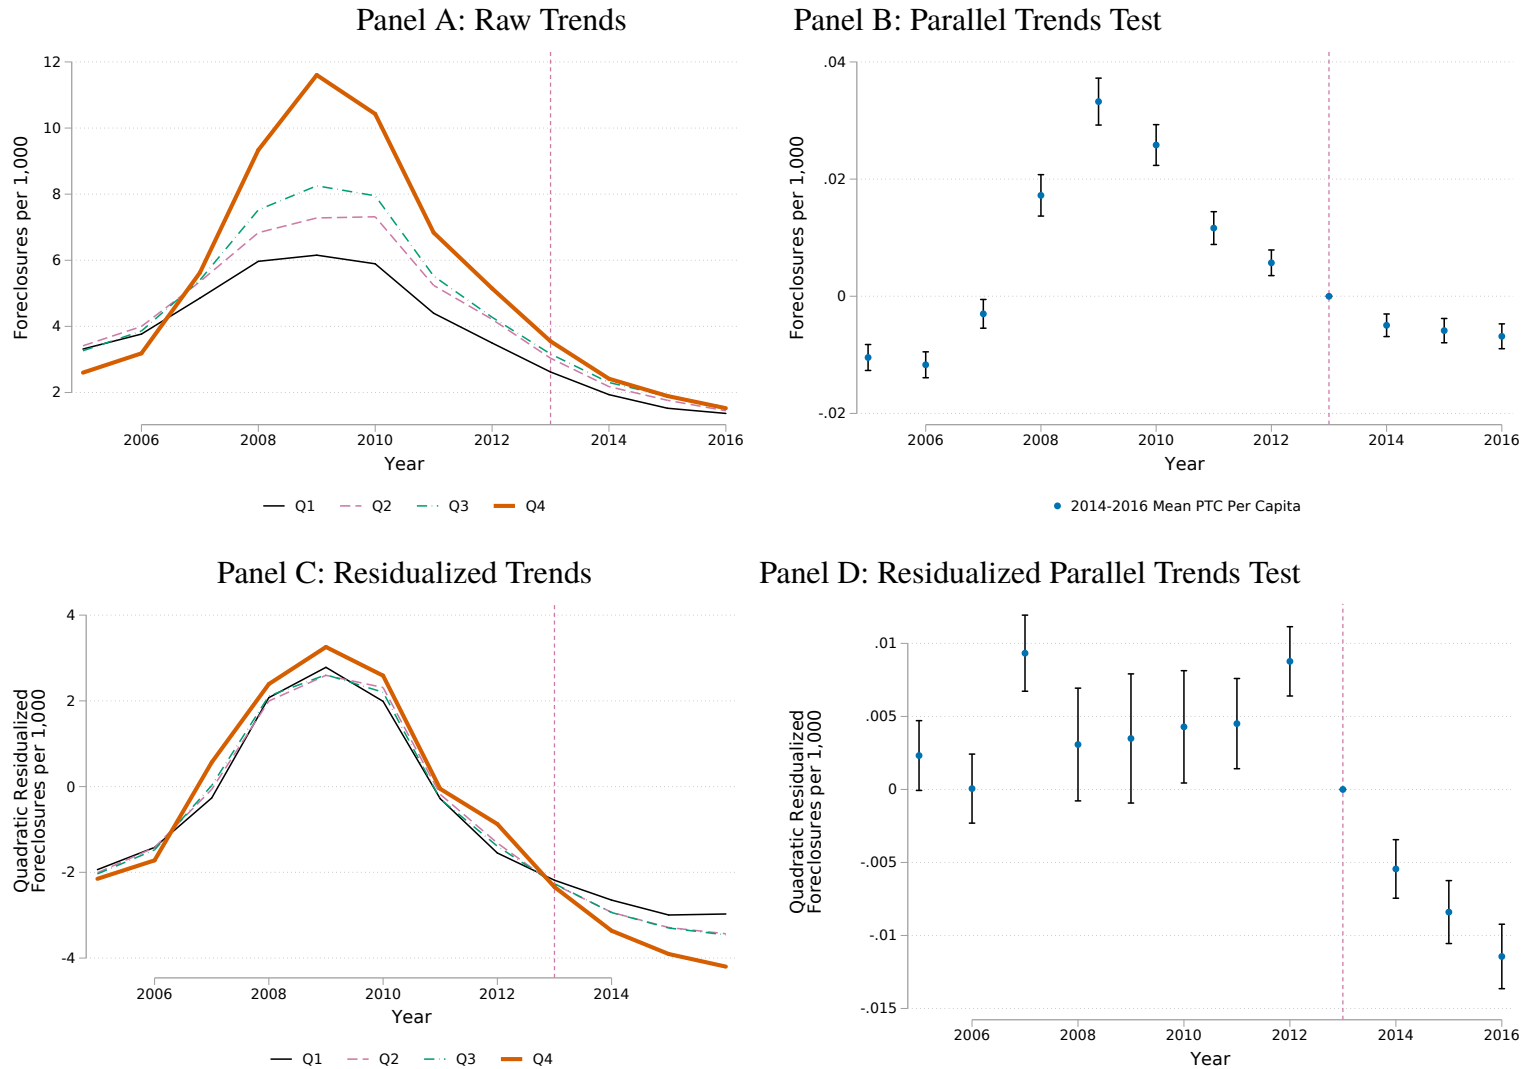 Panel A: Raw Trends
Foreclosures per 1,000
12
10
8
6
4
2
2006 2008 2010 2012 2014 2016
Year
Q1 Q2 Q3 Q4
Panel B: Parallel Trends Test
Foreclosures per 1,000
.04
.02
0
-.02
2006 2008 2010 2012 2014 2016
Year
2014-2016 Mean PTC Per Capita
Panel C: Residualized Trends
Quadratic Residualized
Foreclosures per 1,000
4
2
0
-2
-4
2006 2008 2010 2012 2014
Year
Q1 Q2 Q3 Q4
Panel D: Residualized Parallel Trends Test
Quadratic Residualized
Foreclosures per 1,000
.01
.005
0
-.005
-.01
-.015
2006 2008 2010 2012 2014 2016
Year